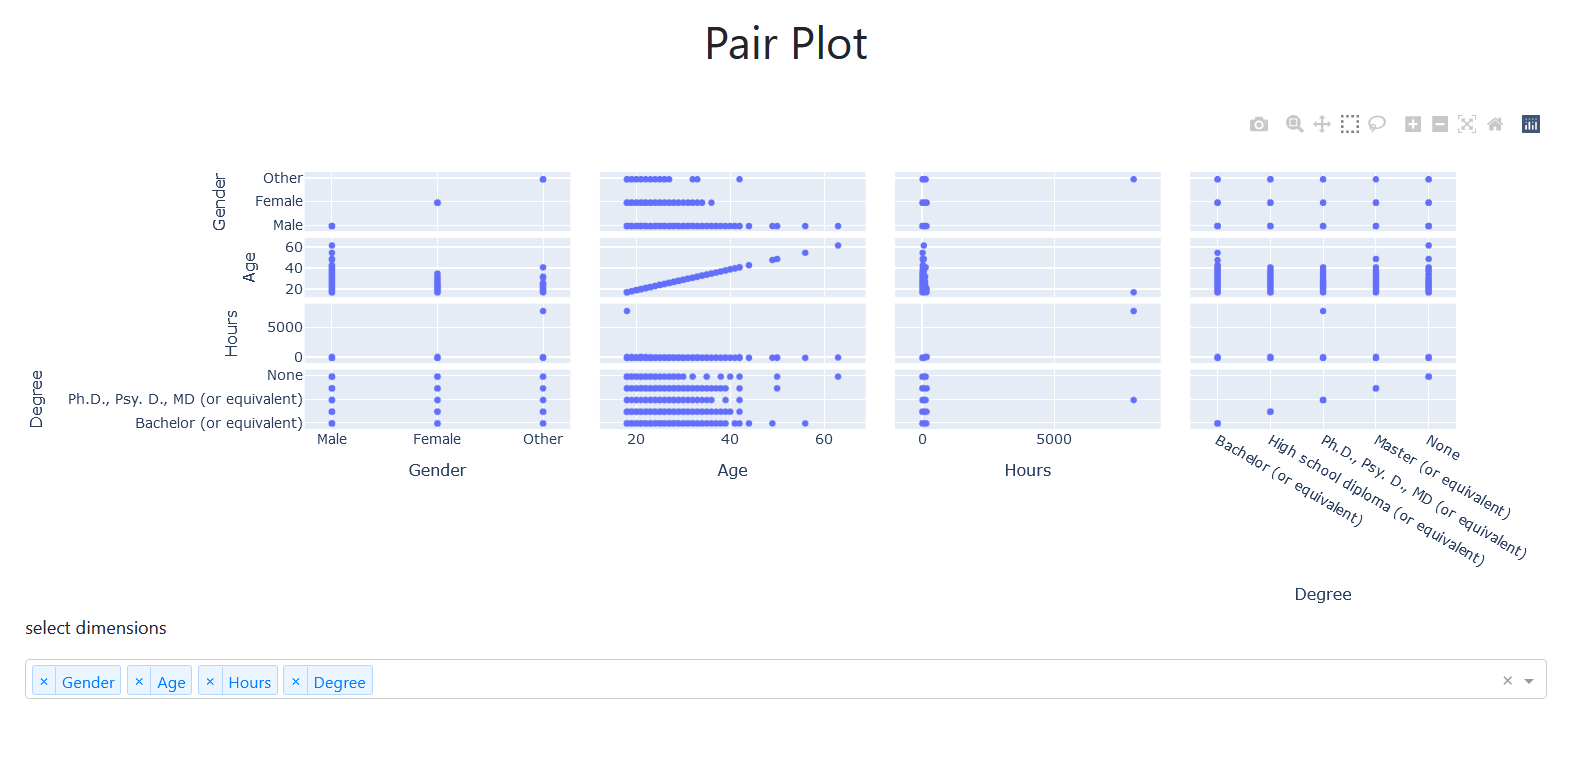 Pair Plot
Gender
Other
Female
Male
Age
60
40
20
Hours
5000
0
Degree
None
Ph.D., Psy. D., MD (or equivalent)
Bachelor (or equivalent)
Male Female Other
20 40 60
0 5000
Bachelor (or equivalent)
High school diploma (or equivalent)
Ph.D., Psy. D., MD (or equivalent)
Master (or equivalent)
None
Gender
Age
Hours
Degree
select dimensions
× Gender × Age × Hours × Degree ×